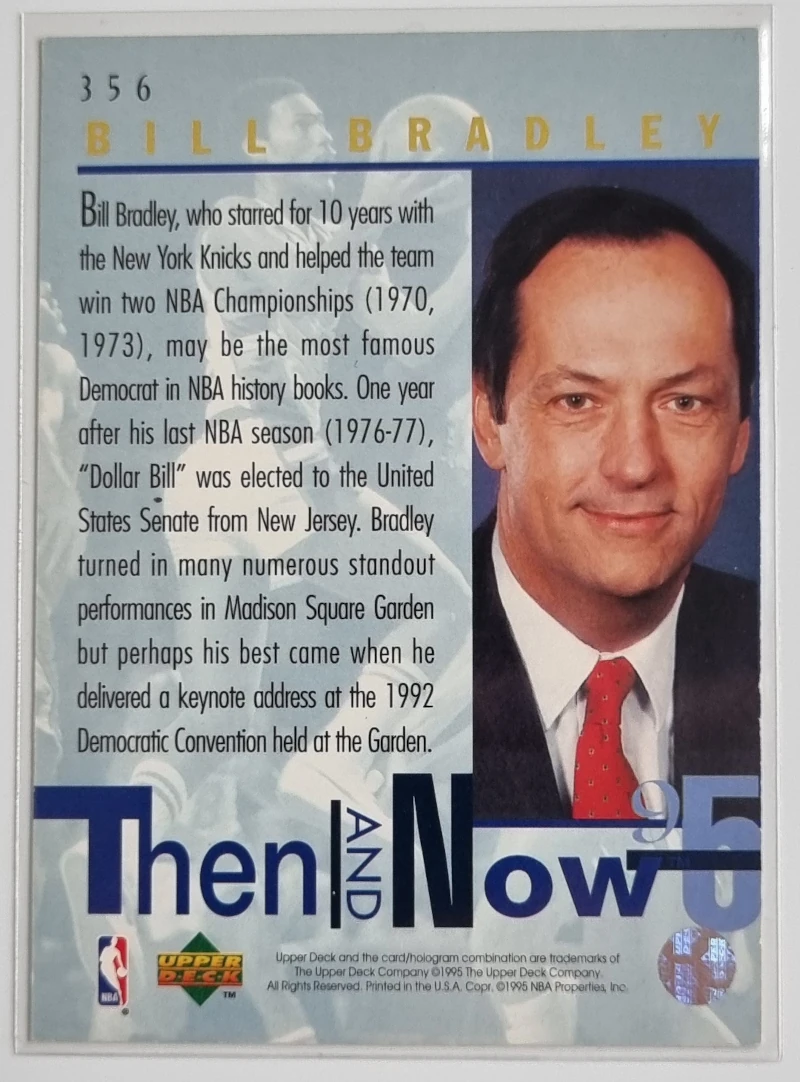 356
BILL BRADLEY
Bill Bradley, who starred for 10 years with
the New York Knicks and helped the team
win two NBA Championships (1970,
1973), may be the most famous
Democrat in NBA history books. One year
after his last NBA season (1976-77),
“Dollar Bill” was elected to the United
States Senate from New Jersey. Bradley
turned in many numerous standout
performances in Madison Square Garden
but perhaps his best came when he
delivered a keynote address at the 1992
Democratic Convention held at the Garden.
Then AND Now 95 TM
NBA ®
UPPER
DECK
TM
Upper Deck and the card/hologram combination are trademarks of
The Upper Deck Company ©1995 The Upper Deck Company.
All Rights Reserved. Printed in the U.S.A. Copr. ©1995 NBA Properties, Inc.